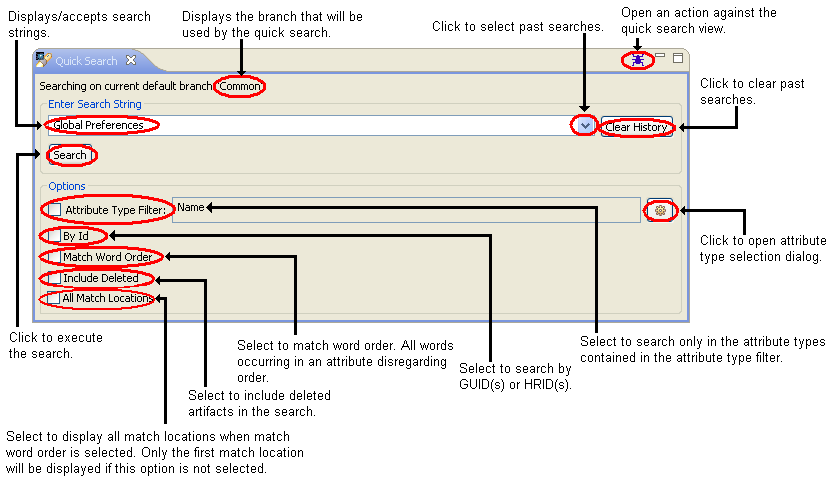 Displays/accepts search
strings.
Displays the branch that will be
used by the quick search.
Click to select past searches.
Open an action against the
quick search view.
Quick Search
Searching on current default branch: Common
Click to clear past
searches.
Enter Search String
Global Preferences
Clear History
Search
Options
Attribute Type Filter:
Name
By Id
Match Word Order
Include Deleted
All Match Locations
Click to open attribute
type selection dialog.
Click to execute
the search.
Select to match word order. All words
occurring in an attribute disregarding
order.
Select to search only in the attribute types
contained in the attribute type filter.
Select to search by
GUID(s) or HRID(s).
Select to include deleted
artifacts in the search.
Select to display all match locations when match
word order is selected. Only the first match location
will be displayed if this option is not selected.